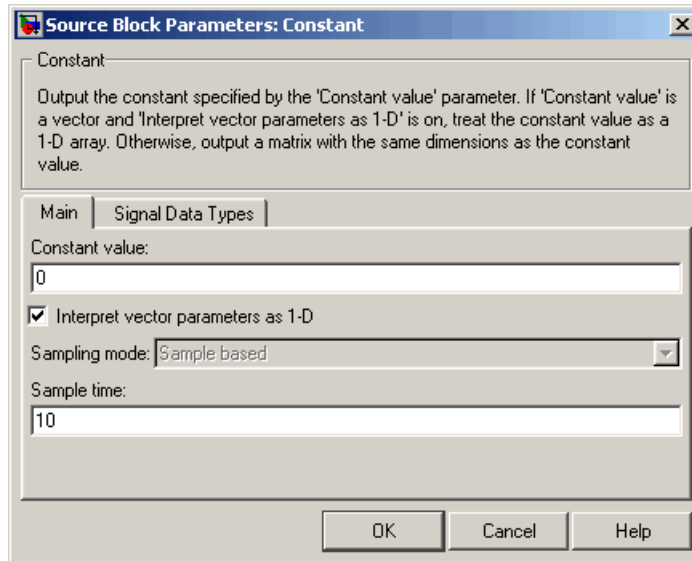 Source Block Parameters: Constant
Constant
Output the constant specified by the 'Constant value' parameter. If 'Constant value' is
a vector and 'Interpret vector parameters as 1-D' is on, treat the constant value as a
1-D array. Otherwise, output a matrix with the same dimensions as the constant
value.
Main Signal Data Types
Constant value:
0
Interpret vector parameters as 1-D
Sampling mode: Sample based
Sample time:
10
OK Cancel Help